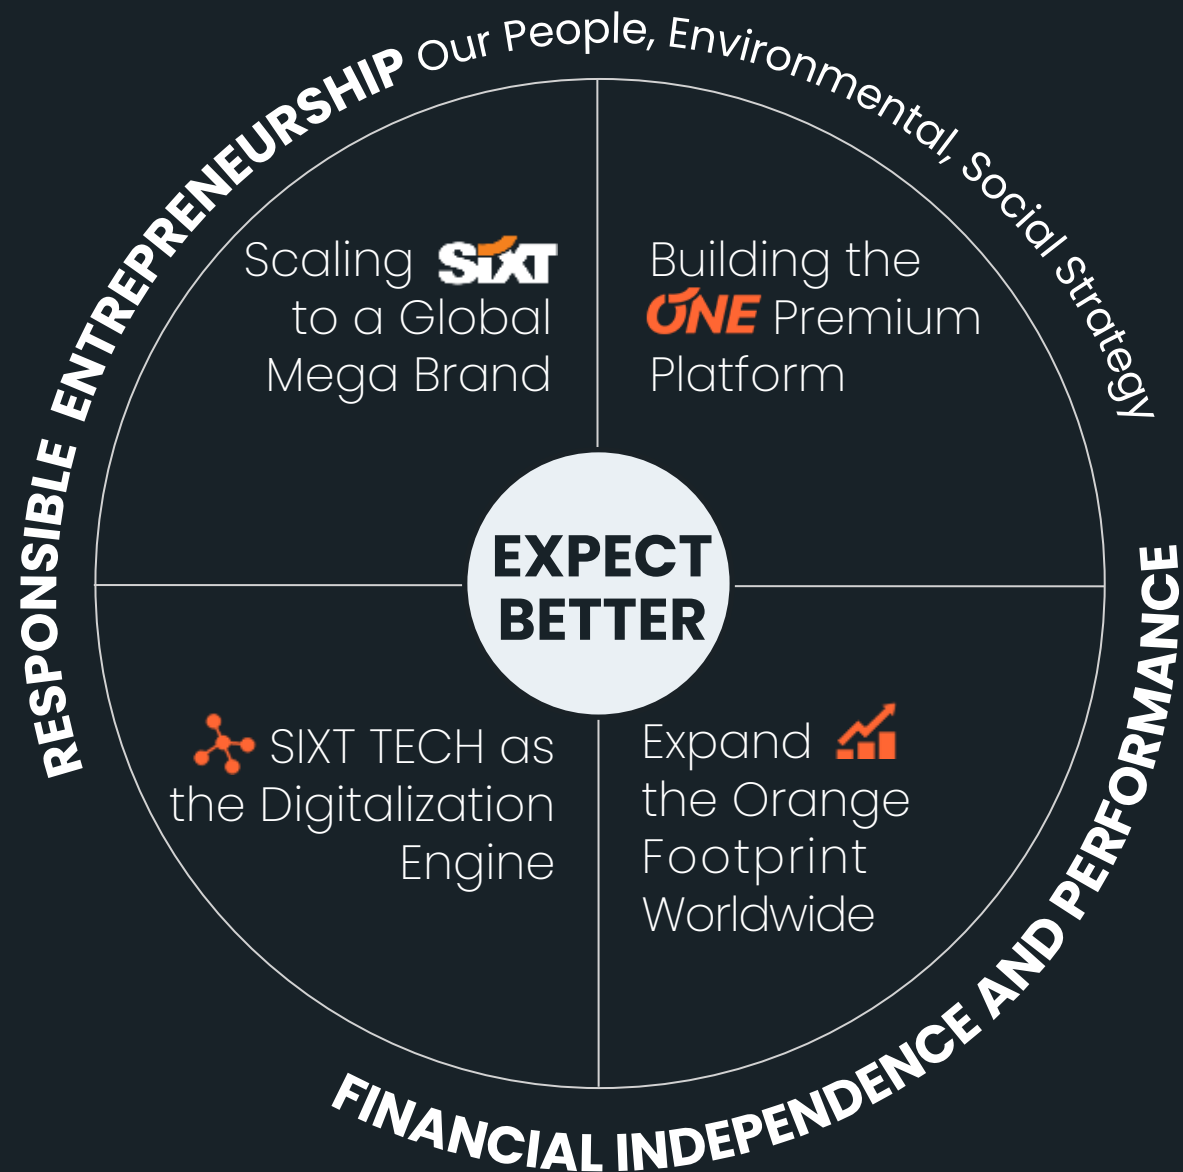 RESPONSIBLE ENTREPRENEURSHIP Our People, Environmental, Social Strategy
Scaling SIXT
to a Global
Mega Brand
Building the
ONE Premium
Platform
EXPECT
BETTER
SIXT TECH as
the Digitalization
Engine
Expand
the Orange
Footprint
Worldwide
FINANCIAL INDEPENDENCE AND PERFORMANCE